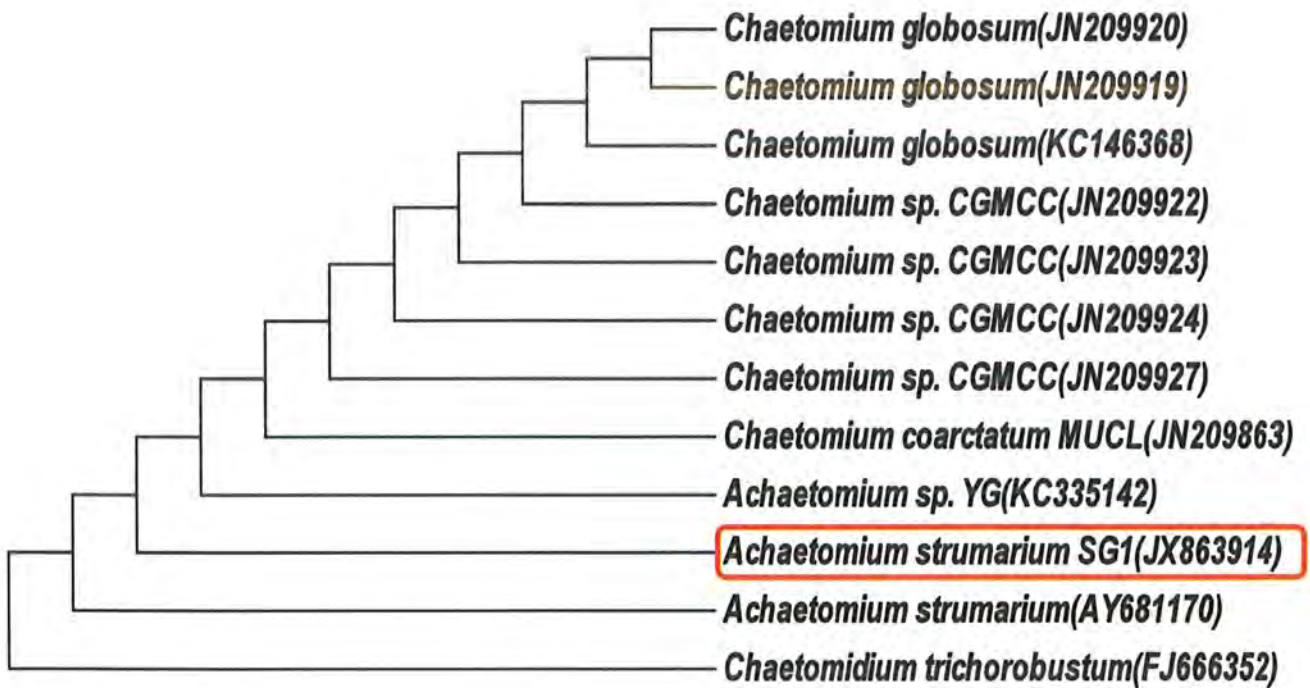 Chaetomium globosum(JN209920)
Chaetomium globosum(JN209919)
Chaetomium globosum(KC146368)
Chaetomium sp. CGMCC(JN209922)
Chaetomium sp. CGMCC(JN209923)
Chaetomium sp. CGMCC(JN209924)
Chaetomium sp. CGMCC(JN209927)
Chaetomium coarctatum MUCL(JN209863)
Achaetomium sp. YG(KC335142)
Achaetomium strumarium SG1(JX863914)
Achaetomium strumarium(AY681170)
Chaetomidium trichorobustum(FJ666352)